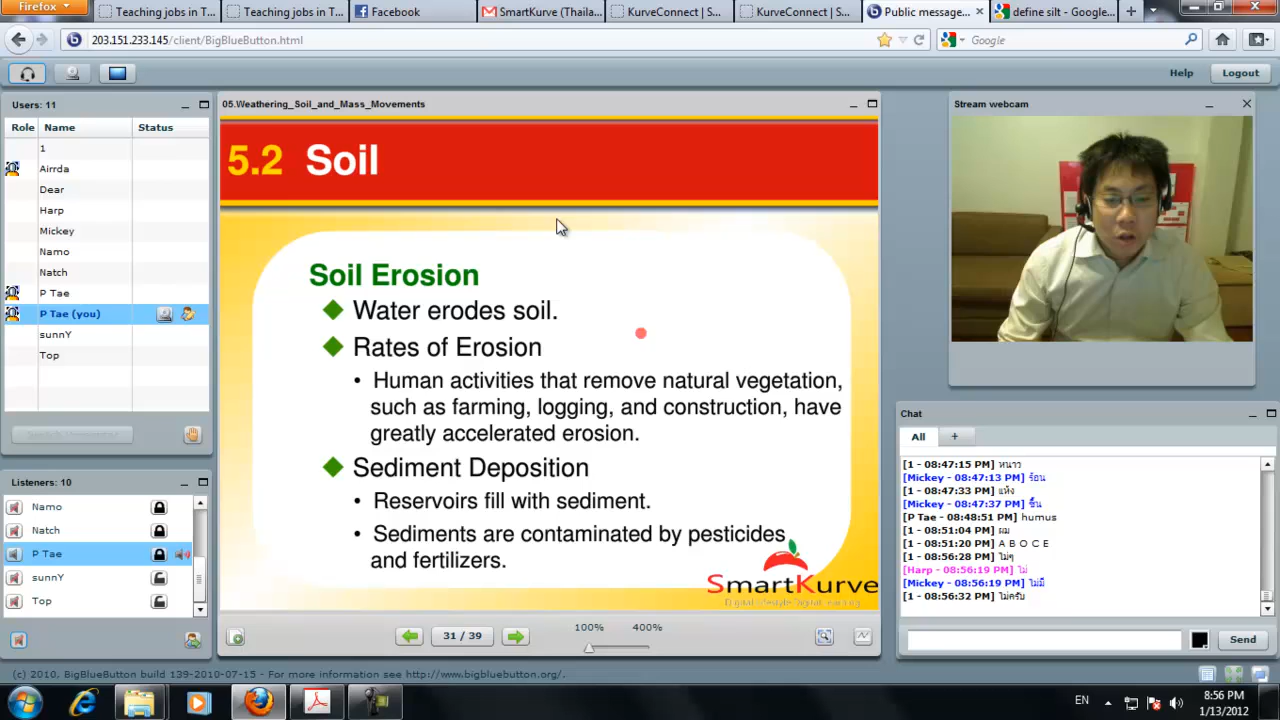 Firefox
Teaching jobs in T...
Teaching jobs in T...
Facebook
SmartKurve (Thaila...
KurveConnect | S...
KurveConnect | S...
Public message...
define silt - Google...
203.151.233.145/client/BigBlueButton.html
Google
Help
Logout
Users: 11
Role Name Status
1
Airrda
Dear
Harp
Mickey
Namo
Natch
P Tae
P Tae (you)
sunnY
Top
Listeners: 10
Namo
Natch
P Tae
sunnY
Top
05.Weathering_Soil_and_Mass_Movements
5.2 Soil
Soil Erosion
Water erodes soil.
Rates of Erosion
• Human activities that remove natural vegetation,
such as farming, logging, and construction, have
greatly accelerated erosion.
Sediment Deposition
• Reservoirs fill with sediment.
• Sediments are contaminated by pesticides
and fertilizers.
SmartKurve
31 / 39
100% 400%
Stream webcam
Chat
All +
[1 - 08:47:15 PM] หนาว
[Mickey - 08:47:13 PM] ร้อน
[1 - 08:47:33 PM] แห้ง
[Mickey - 08:47:37 PM] ชื้น
[P Tae - 08:48:51 PM] humus
[1 - 08:51:04 PM] ผม
[1 - 08:51:20 PM] A B O C E
[1 - 08:56:28 PM] ไม่ๆ
[Harp - 08:56:19 PM] ไม่
[Mickey - 08:56:19 PM] ไม่มี
[1 - 08:56:32 PM] ไม่ครับ
Send
(c) 2010, BigBlueButton build 139-2010-07-15 - For more information see http://www.bigbluebutton.org/.
EN
8:56 PM
1/13/2012